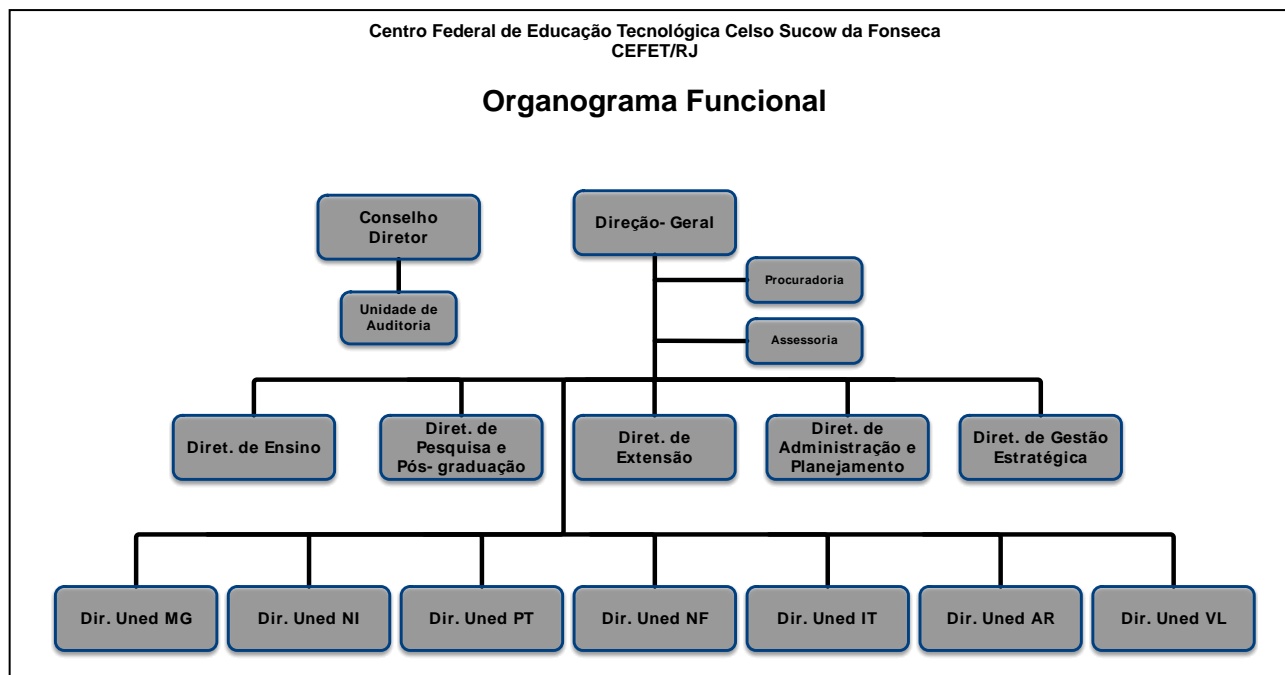 Centro Federal de Educação Tecnológica Celso Sucow da Fonseca
CEFET/RJ
Organograma Funcional
Conselho
Diretor
Direção- Geral
Procuradoria
Unidade de
Auditoria
Assessoria
Diret. de Ensino
Diret. de
Pesquisa e
Pós- graduação
Diret. de
Extensão
Diret. de
Administração e
Planejamento
Diret. de Gestão
Estratégica
Dir. Uned MG
Dir. Uned NI
Dir. Uned PT
Dir. Uned NF
Dir. Uned IT
Dir. Uned AR
Dir. Uned VL